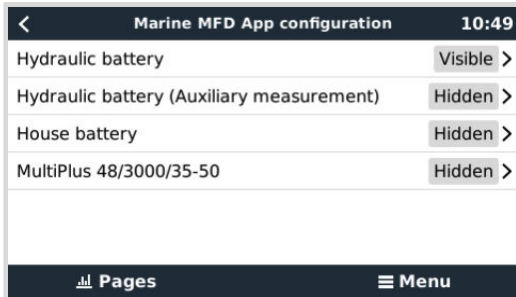 Marine MFD App configuration 10:49
Hydraulic battery Visible
Hydraulic battery (Auxiliary measurement) Hidden
House battery Hidden
MultiPlus 48/3000/35-50 Hidden
Pages Menu